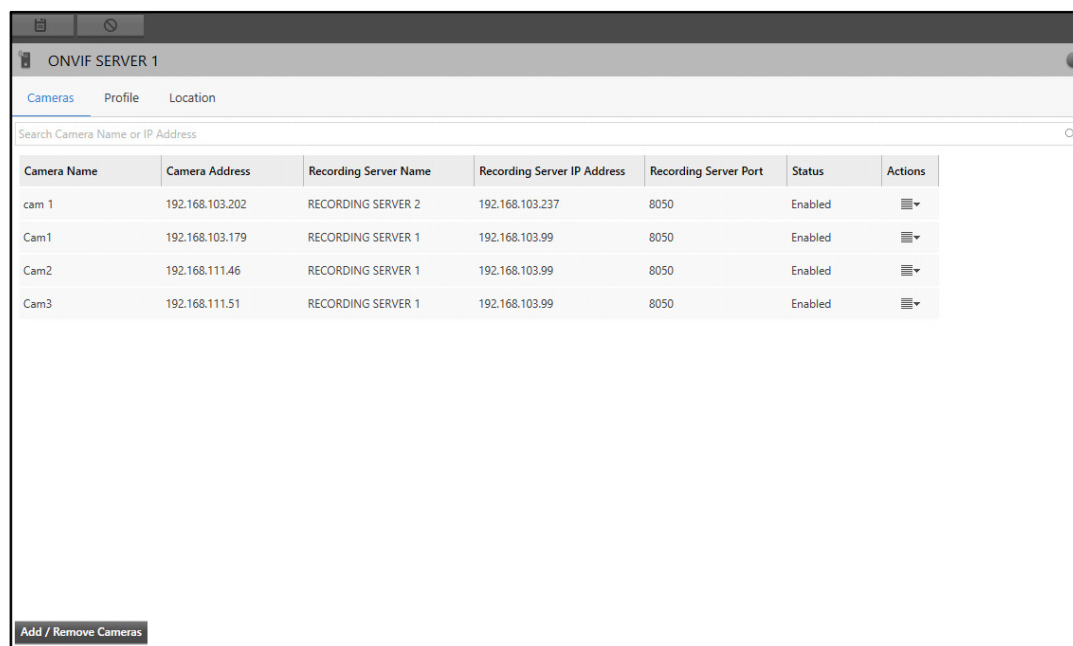 ONVIF SERVER 1
Cameras Profile Location
Search Camera Name or IP Address
Camera Name Camera Address Recording Server Name Recording Server IP Address Recording Server Port Status Actions
cam 1 192.168.103.202 RECORDING SERVER 2 192.168.103.237 8050 Enabled
Cam1 192.168.103.179 RECORDING SERVER 1 192.168.103.99 8050 Enabled
Cam2 192.168.111.46 RECORDING SERVER 1 192.168.103.99 8050 Enabled
Cam3 192.168.111.51 RECORDING SERVER 1 192.168.103.99 8050 Enabled
Add / Remove Cameras